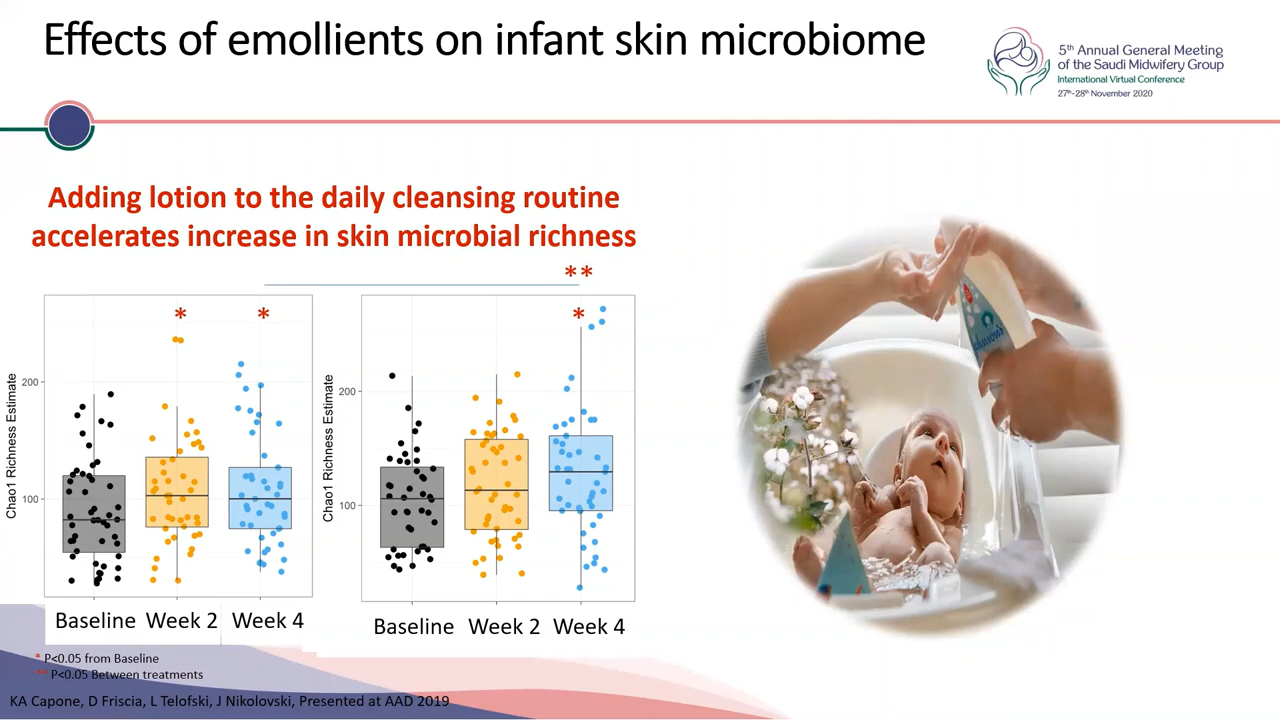 Effects of emollients on infant skin microbiome
5th Annual General Meeting
of the Saudi Midwifery Group
International Virtual Conference
27th-28th November 2020
Adding lotion to the daily cleansing routine
accelerates increase in skin microbial richness
**
* *
*
Chao1 Richness Estimate
200
100
Baseline Week 2 Week 4
Chao1 Richness Estimate
200
100
Baseline Week 2 Week 4
* P<0.05 from Baseline
** P<0.05 Between treatments
KA Capone, D Friscia, L Telofski, J Nikolovski, Presented at AAD 2019